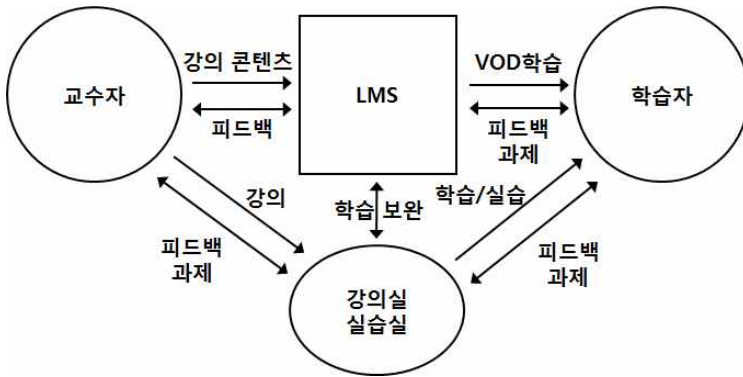 강의 콘텐츠
VOD학습
교수자
LMS
학습자
피드백
피드백
과제
강의
학습 보완
학습/실습
피드백
과제
피드백
과제
강의실
실습실